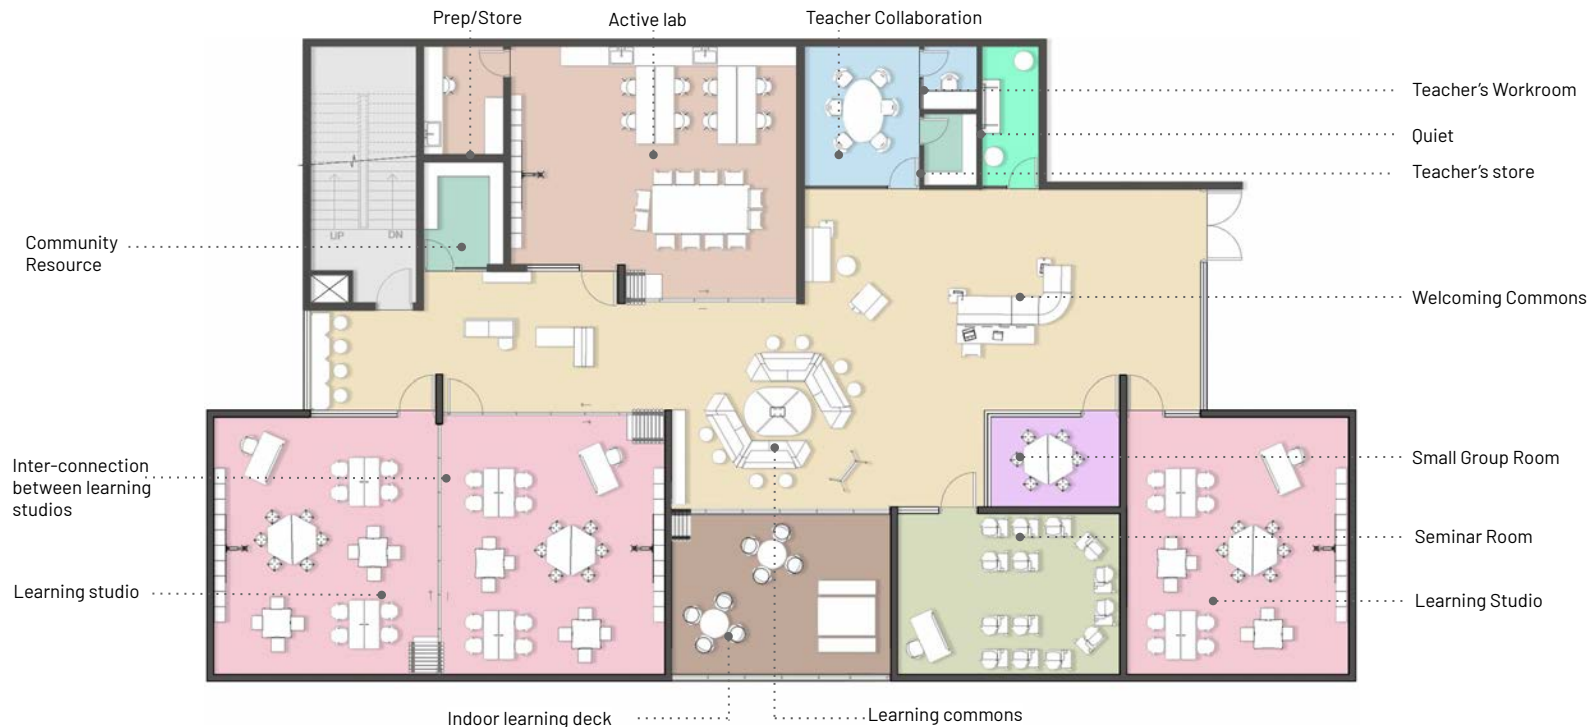 Prep/Store
Active lab
Teacher Collaboration
Teacher's Workroom
Quiet
Teacher's store
UP
DN
Community
Resource
Welcoming Commons
Inter-connection
between learning
studios
Small Group Room
Seminar Room
Learning studio
Learning Studio
Indoor learning deck
Learning commons